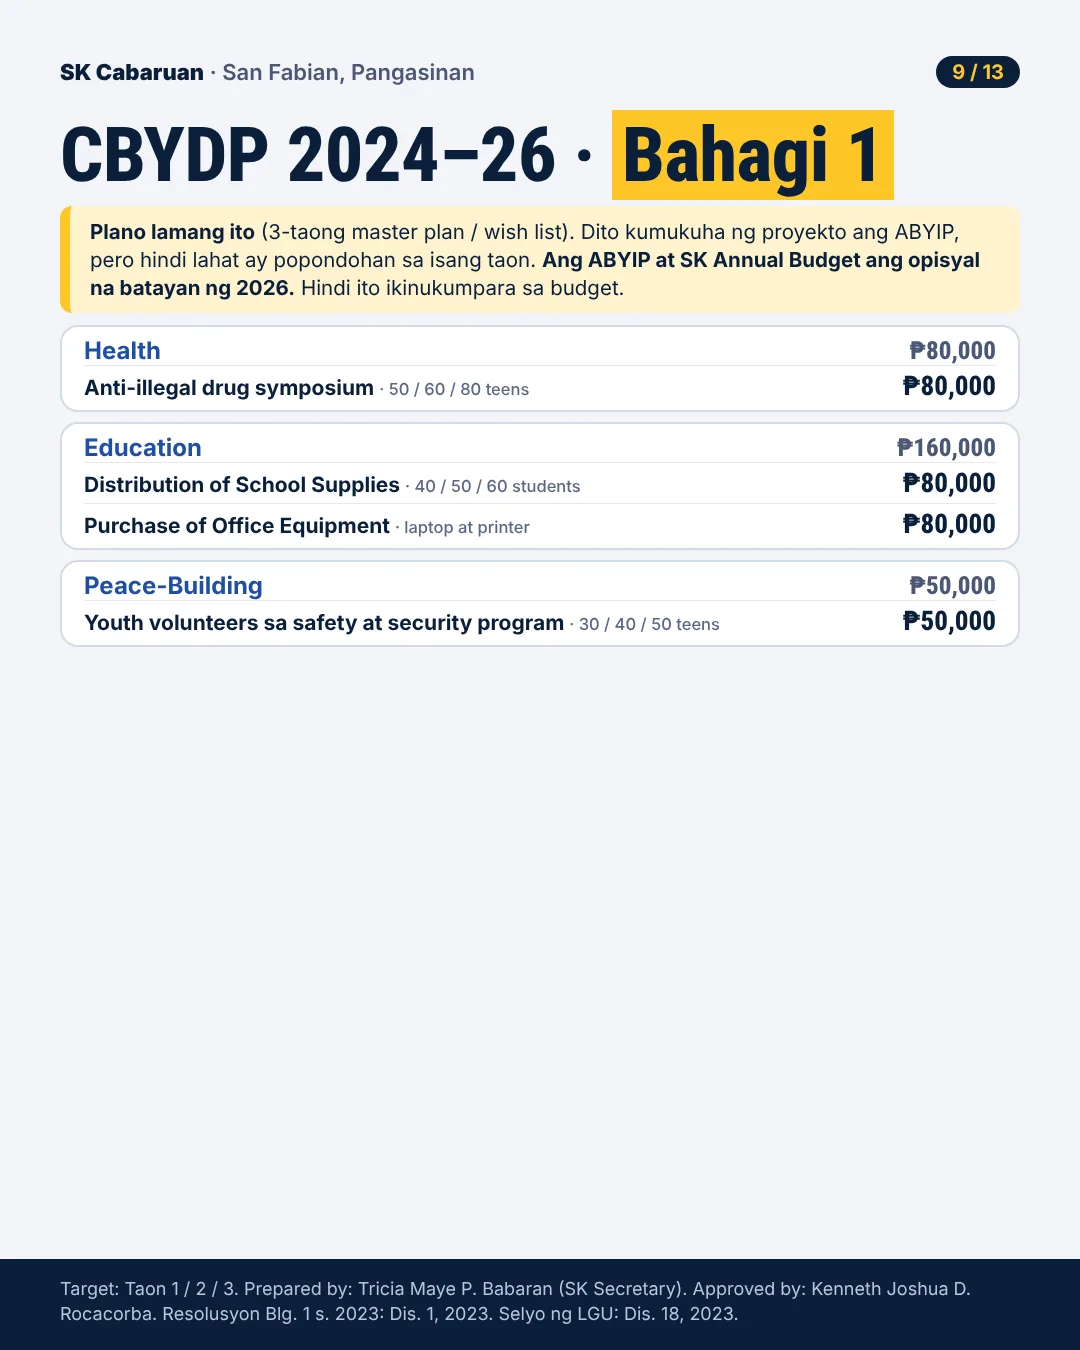 SK Cabaruan · San Fabian, Pangasinan
9 / 13
CBYDP 2024–26 · Bahagi 1
Plano lamang ito (3-taong master plan / wish list). Dito kumukuha ng proyekto ang ABYIP,
pero hindi lahat ay popondohan sa isang taon. Ang ABYIP at SK Annual Budget ang opisyal
na batayan ng 2026. Hindi ito ikinukumpara sa budget.
Health ₱80,000
Anti-illegal drug symposium · 50 / 60 / 80 teens ₱80,000
Education ₱160,000
Distribution of School Supplies · 40 / 50 / 60 students ₱80,000
Purchase of Office Equipment · laptop at printer ₱80,000
Peace-Building ₱50,000
Youth volunteers sa safety at security program · 30 / 40 / 50 teens ₱50,000
Target: Taon 1 / 2 / 3. Prepared by: Tricia Maye P. Babaran (SK Secretary). Approved by: Kenneth Joshua D.
Rocacorba. Resolusyon Blg. 1 s. 2023: Dis. 1, 2023. Selyo ng LGU: Dis. 18, 2023.